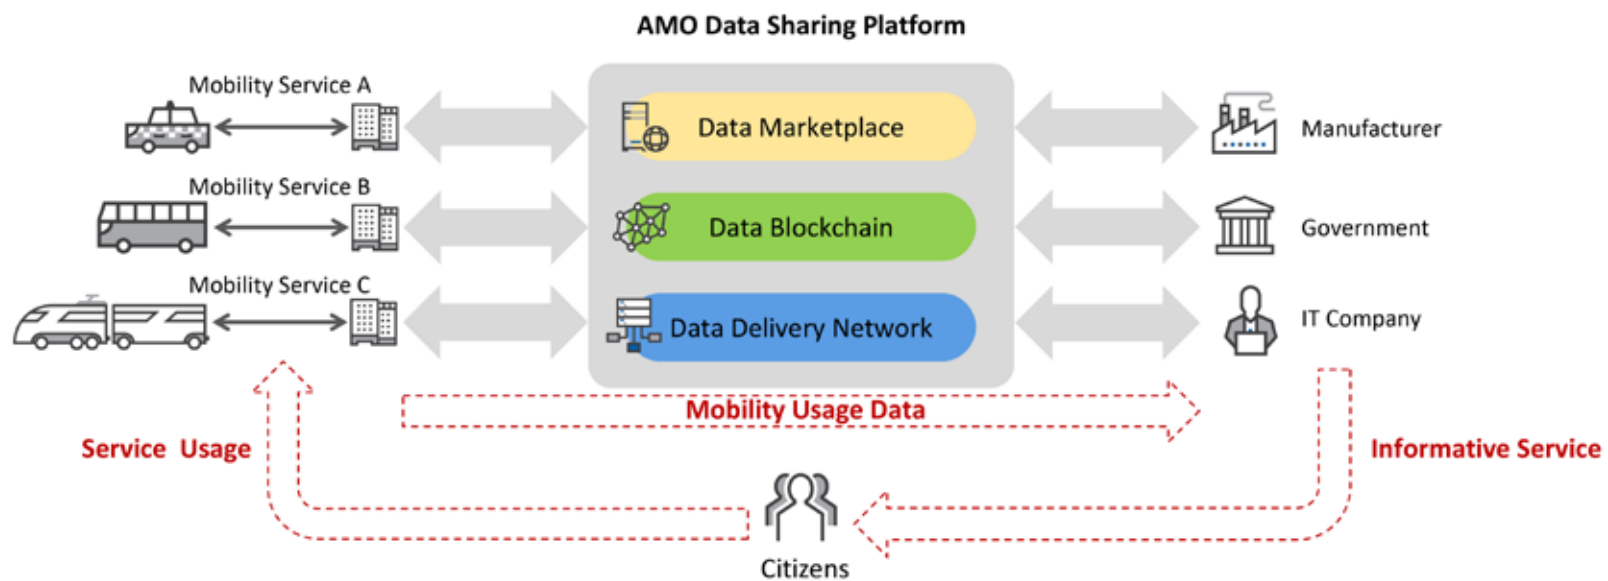 AMO Data Sharing Platform
Mobility Service A
Data Marketplace
Manufacturer
Mobility Service B
Data Blockchain
Government
Mobility Service C
Data Delivery Network
IT Company
Mobility Usage Data
Service Usage
Informative Service
Citizens